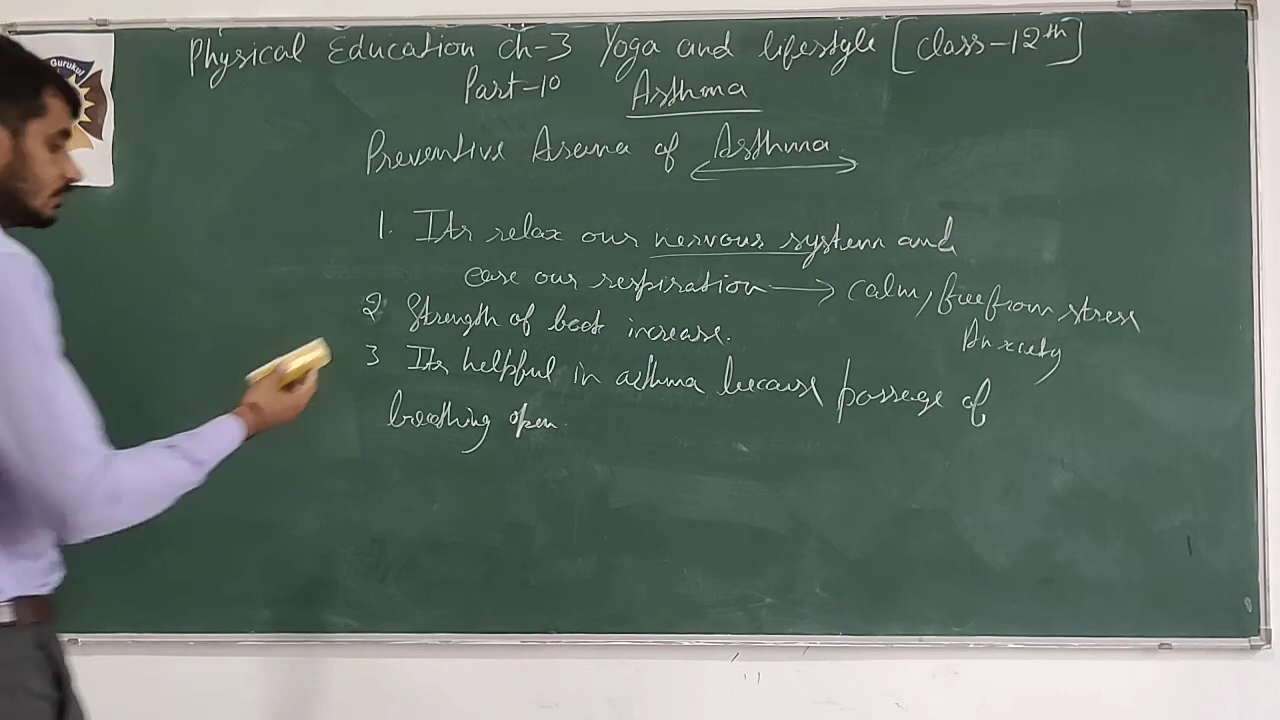 Gurukul
Physical Education ch-3 Yoga and lifestyle [Class-12th]
Part-10 Asthma
Preventive Asana of Asthma
1. Its relax our nervous system and
ease our respiration → calm, free from stress
Anxiety
2 Strength of increase.
3 Its helpful in asthma because passage of
breathing open.